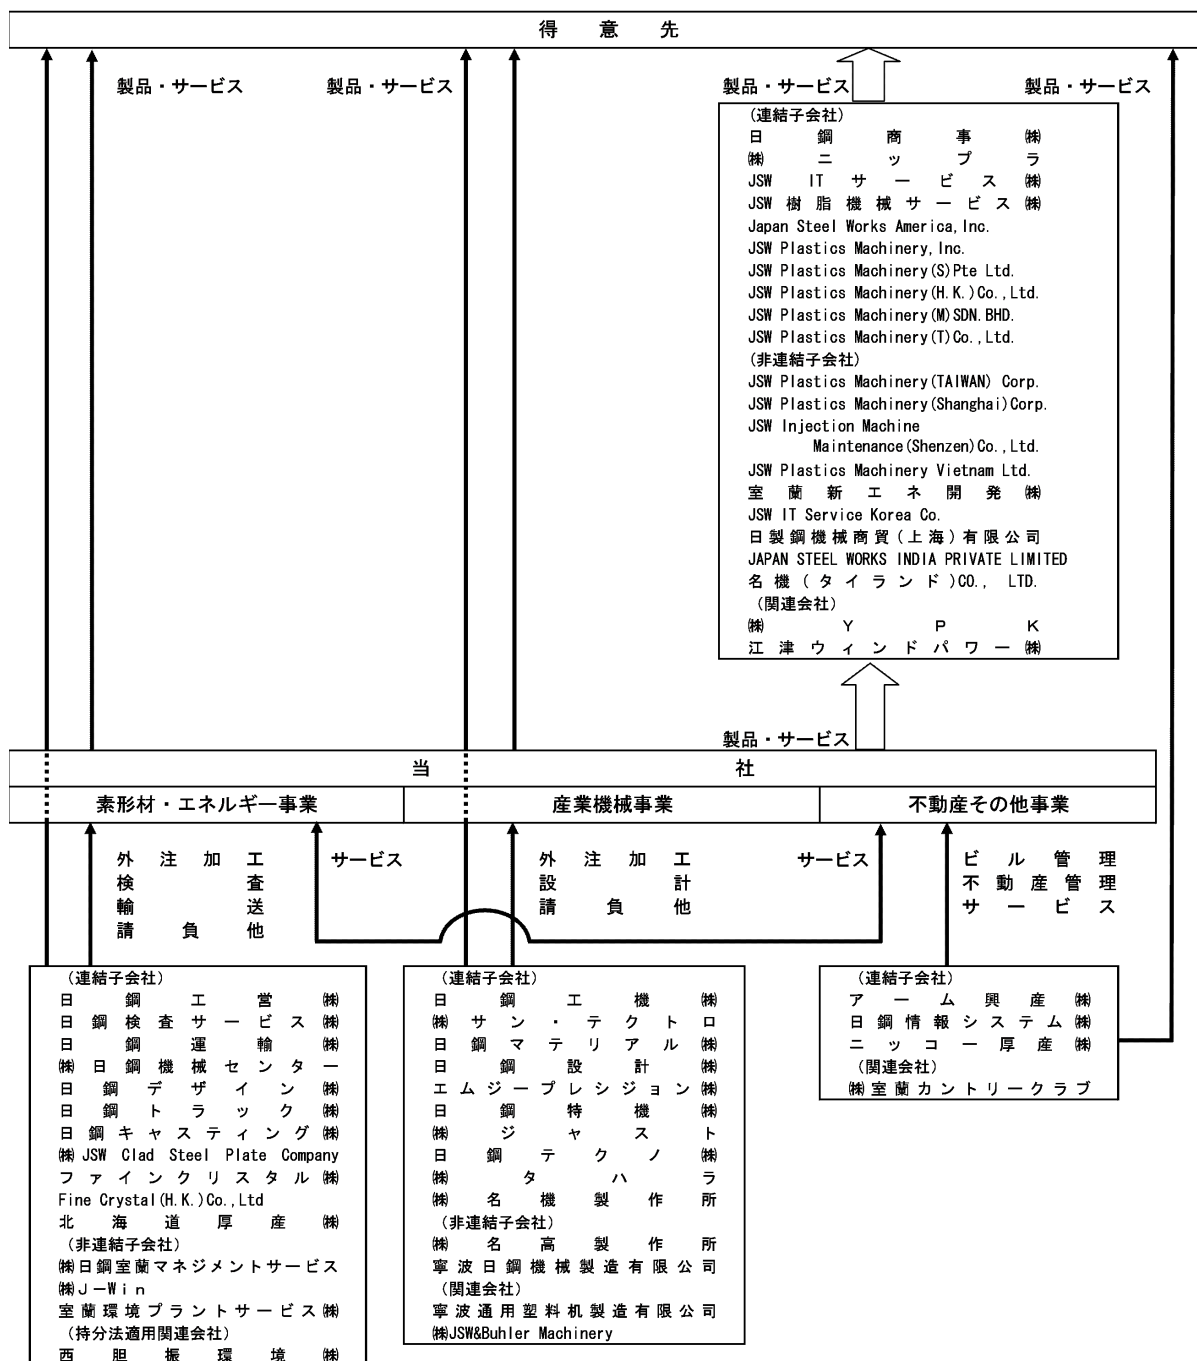 得意先
製品・サービス
製品・サービス
製品・サービス
製品・サービス
(連結子会社)
日鋼商事㈱
㈱ニップラ
JSW ITサービス㈱
JSW樹脂機械サービス㈱
Japan Steel Works America,Inc.
JSW Plastics Machinery,Inc.
JSW Plastics Machinery(S)Pte Ltd.
JSW Plastics Machinery(H.K.)Co.,Ltd.
JSW Plastics Machinery(M)SDN.BHD.
JSW Plastics Machinery(T)Co.,Ltd.
(非連結子会社)
JSW Plastics Machinery(TAIWAN) Corp.
JSW Plastics Machinery(Shanghai)Corp.
JSW Injection Machine
Maintenance(Shenzen)Co.,Ltd.
JSW Plastics Machinery Vietnam Ltd.
室蘭新エネ開発㈱
JSW IT Service Korea Co.
日製鋼機械商貿(上海)有限公司
JAPAN STEEL WORKS INDIA PRIVATE LIMITED
名機(タイランド)CO., LTD.
(関連会社)
㈱YPK
江津ウィンドパワー㈱
製品・サービス
当社
素形材・エネルギー事業
産業機械事業
不動産その他事業
外注加工
検査
輸送
請負他
サービス
外注加工
設計
請負他
サービス
ビル管理
不動産管理
サービス
(連結子会社)
日鋼工営㈱
日鋼検査サービス㈱
日鋼運輸㈱
㈱日鋼機械センター
日鋼デザイン㈱
日鋼トラック㈱
日鋼キャスティング㈱
㈱JSW Clad Steel Plate Company
ファインクリスタル㈱
Fine Crystal(H.K.)Co.,Ltd
北海道厚産㈱
(非連結子会社)
㈱日鋼室蘭マネジメントサービス
㈱J－Win
室蘭環境プラントサービス㈱
(持分法適用関連会社)
西胆振環境㈱
(連結子会社)
日鋼工機㈱
㈱サン・テクトロ
日鋼マテリアル㈱
日鋼設計㈱
エムジープレシジョン㈱
日鋼特機㈱
㈱ジャスト
日鋼テクノ㈱
㈱タハラ
㈱名機製作所
(非連結子会社)
㈱名高製作所
寧波日鋼機械製造有限公司
(関連会社)
寧波通用塑料机製造有限公司
㈱JSW&Buhler Machinery
(連結子会社)
アーム興産㈱
日鋼情報システム㈱
ニッコー厚産㈱
(関連会社)
㈱室蘭カントリークラブ